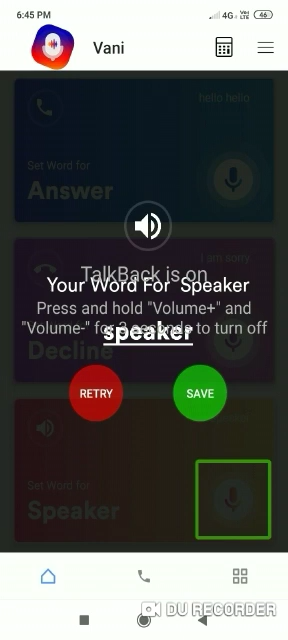 6:45 PM
4G
46
Vani
hello hello
Set Word for
Answer
I am sorry
TalkBack is on
Your Word For Speaker
Press and hold "Volume+" and
"Volume-" for 3 seconds to turn off
speaker
Decline
RETRY
SAVE
Set Word for
Speaker
DU RECORDER